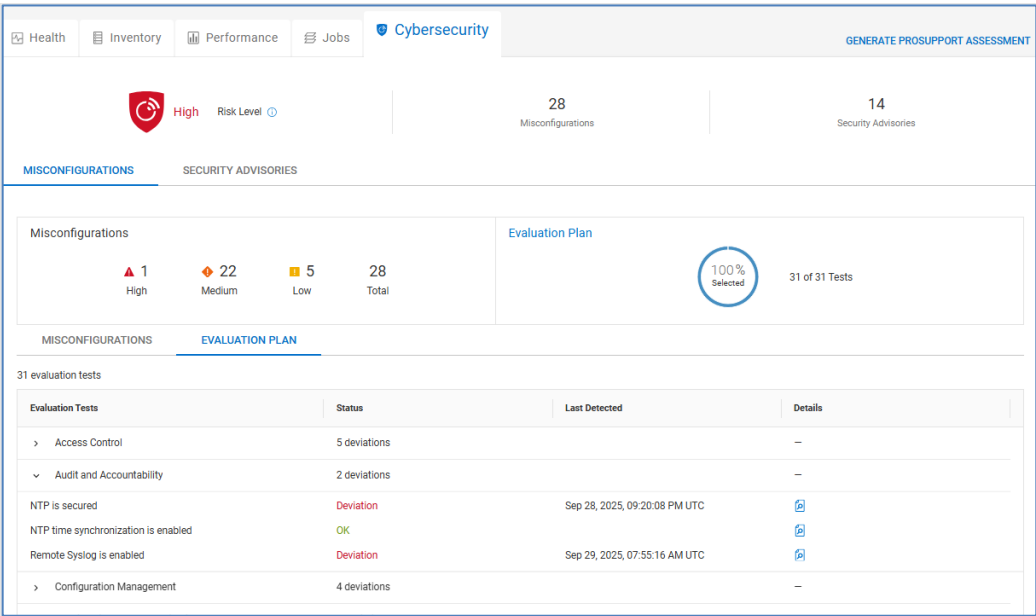 Health Inventory Performance Jobs Cybersecurity
GENERATE PROSUPPORT ASSESSMENT
High Risk Level
28
Misconfigurations
14
Security Advisories
MISCONFIGURATIONS SECURITY ADVISORIES
Misconfigurations
1 22 5 28
High Medium Low Total
Evaluation Plan
100%
Selected
31 of 31 Tests
MISCONFIGURATIONS EVALUATION PLAN
31 evaluation tests
Evaluation Tests Status Last Detected Details
Access Control 5 deviations —
Audit and Accountability 2 deviations —
NTP is secured Deviation Sep 28, 2025, 09:20:08 PM UTC
NTP time synchronization is enabled OK
Remote Syslog is enabled Deviation Sep 29, 2025, 07:55:16 AM UTC
Configuration Management 4 deviations —